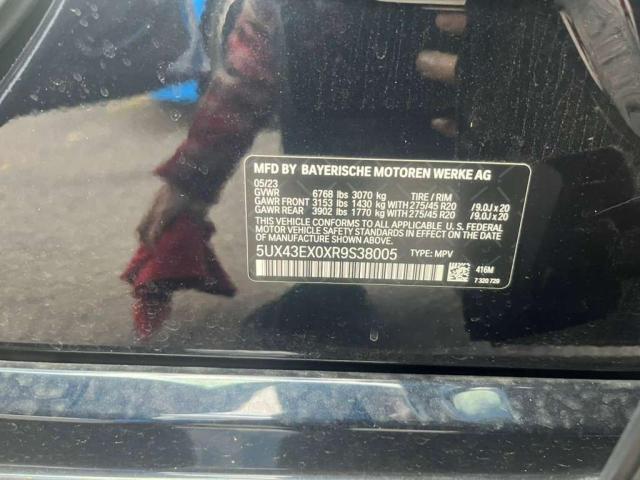 MFD BY BAYERISCHE MOTOREN WERKE AG
05/23
GVWR 6768 lbs 3070 kg TIRE / RIM
GAWR FRONT 3153 lbs 1430 kg WITH 275/45 R20 /9.0J x 20
GAWR REAR 3902 lbs 1770 kg WITH 275/45 R20 /9.0J x 20
THIS VEHICLE CONFORMS TO ALL APPLICABLE U. S. FEDERAL
MOTOR VEHICLE SAFETY STANDARDS IN EFFECT ON THE
DATE OF MANUFACTURE SHOWN ABOVE.
5UX43EX0XR9S38005 TYPE: MPV
416M
7 320 720